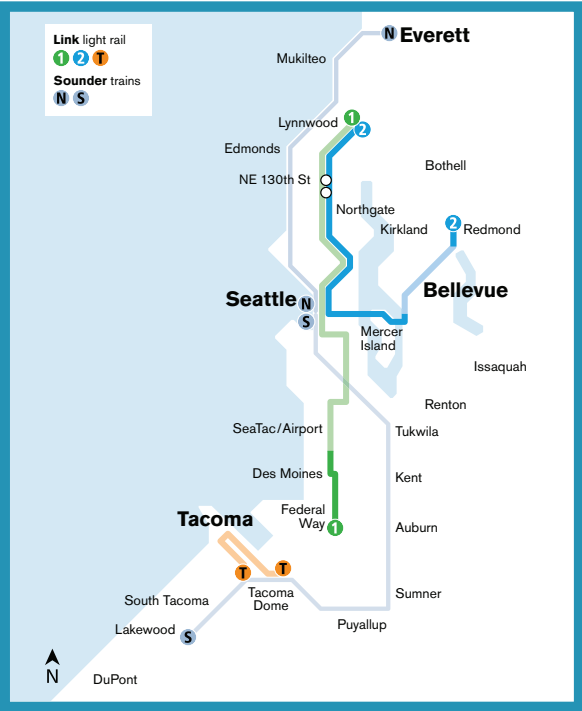 Link light rail
1 2 T
Sounder trains
N S
N Everett
Mukilteo
Lynnwood 1
2
Edmonds
Bothell
NE 130th St
Northgate
Kirkland
2 Redmond
Bellevue
Seattle N
S
Mercer
Island
Issaquah
Renton
SeaTac/Airport
Tukwila
Des Moines
Kent
Federal
Way 1
Auburn
Tacoma
T T
Tacoma
Dome
Sumner
South Tacoma
Puyallup
Lakewood S
N
DuPont